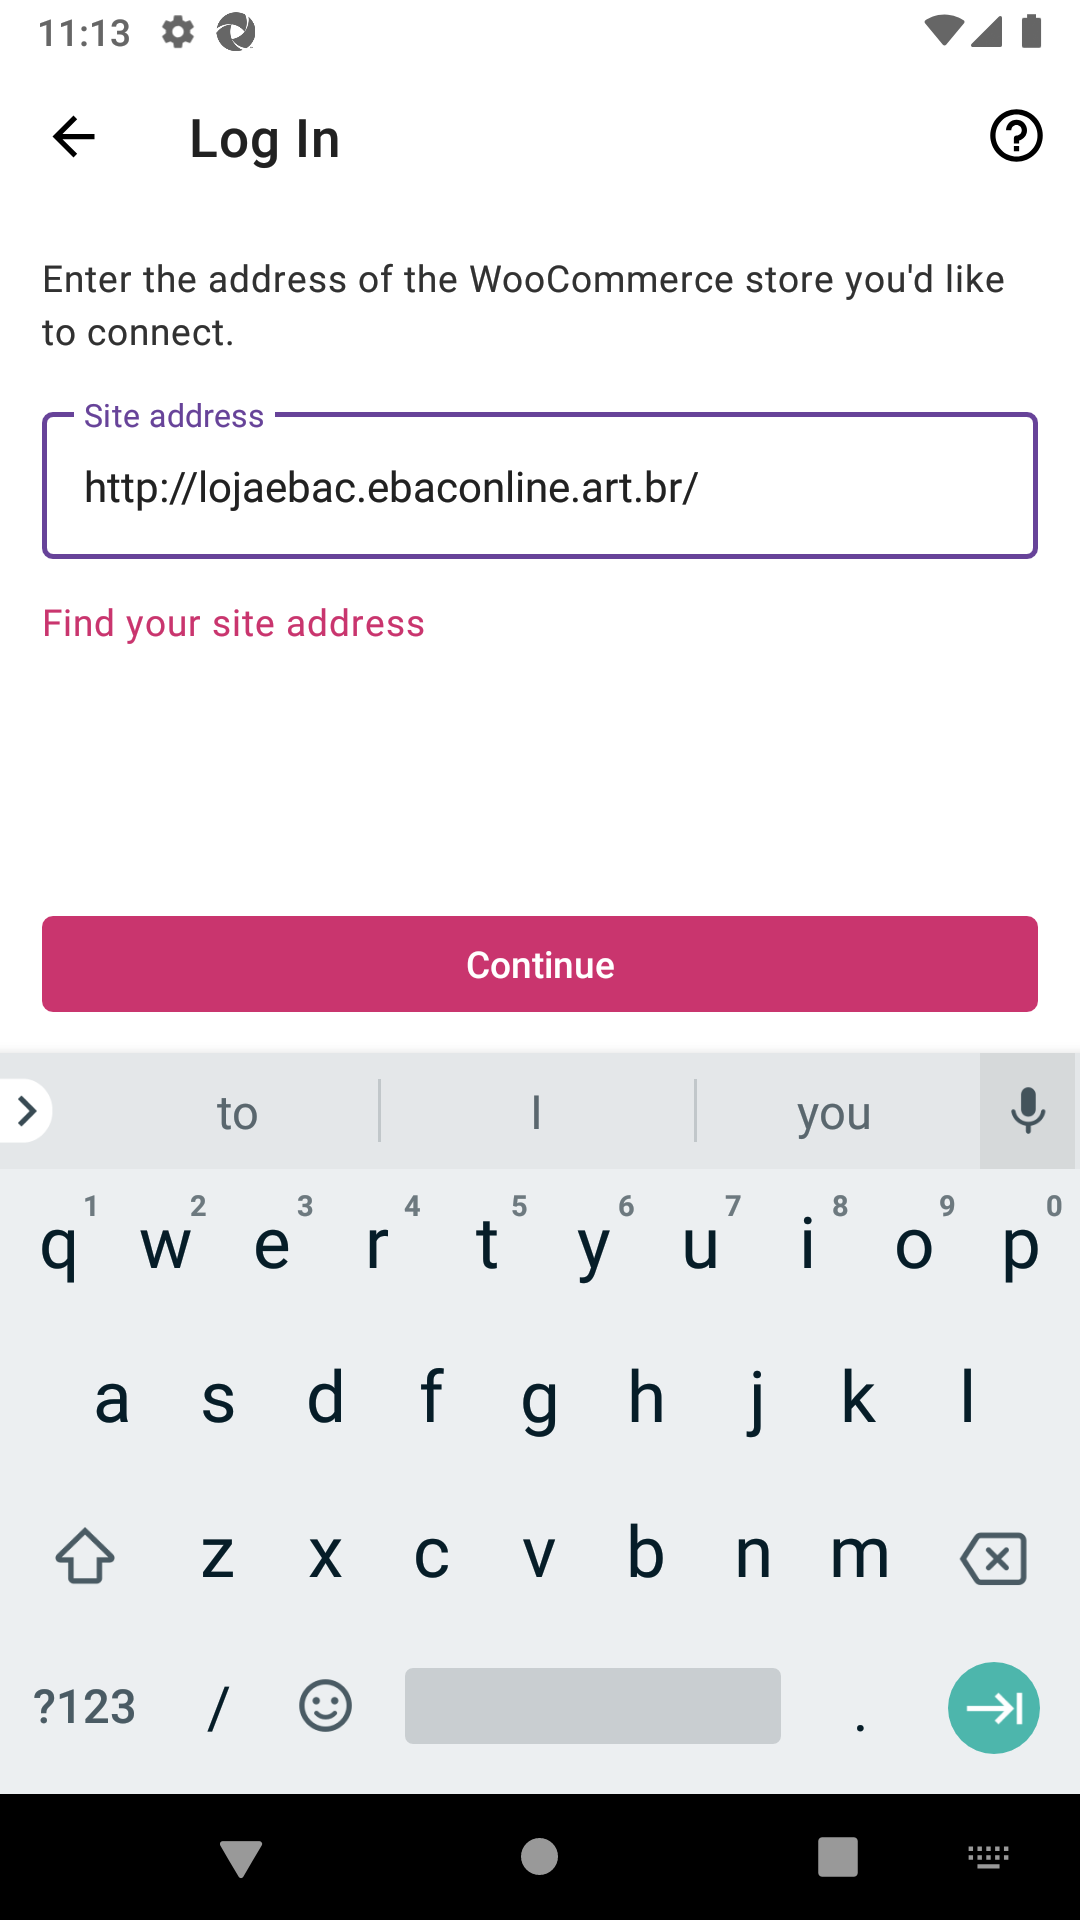 11:13
Log In
Enter the address of the WooCommerce store you'd like
to connect.
Site address
http://lojaebac.ebaconline.art.br/
Find your site address
Continue
to I you
1 2 3 4 5 6 7 8 9 0
q w e r t y u i o p
a s d f g h j k l
z x c v b n m
?123 / .